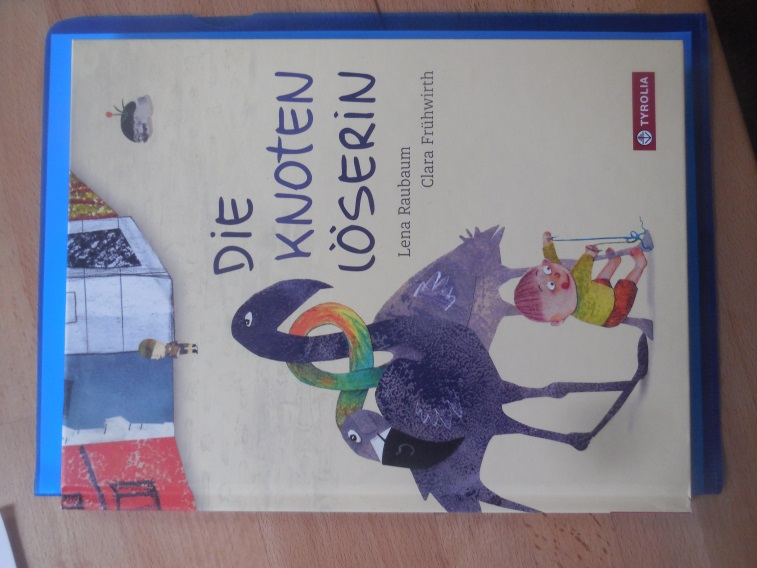 DIE
KNOTEN
LÖSERIN
Lena Raubaum
Clara Frühwirth
TYROLIA